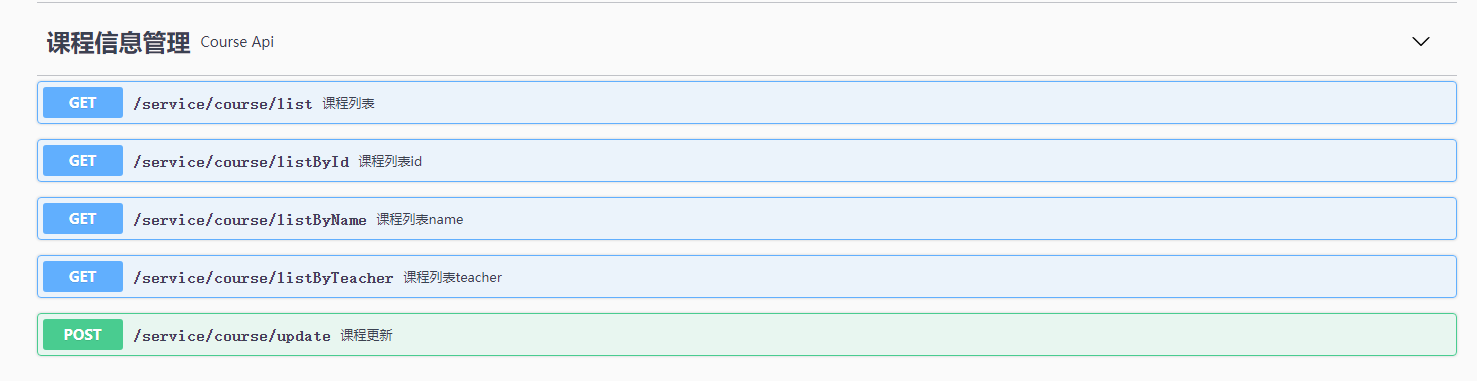 课程信息管理 Course Api
GET /service/course/list 课程列表
GET /service/course/listById 课程列表id
GET /service/course/listByName 课程列表name
GET /service/course/listByTeacher 课程列表teacher
POST /service/course/update 课程更新